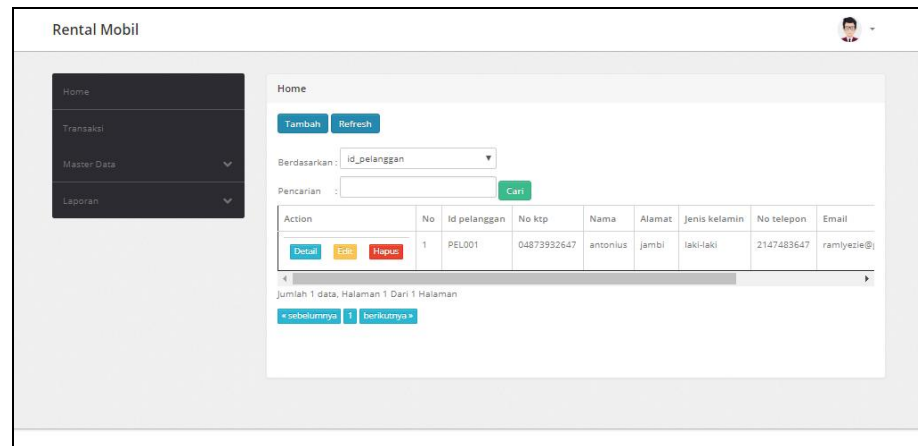 Rental Mobil
Home
Transaksi
Master Data
Laporan
Home
Tambah Refresh
Berdasarkan : id_pelanggan
Pencarian : Cari
Action No Id pelanggan No ktp Nama Alamat Jenis kelamin No telepon Email
Detail Edit Hapus 1 PEL001 04873932647 antonius jambi laki-laki 2147483647 ramlyezie@
Jumlah 1 data, Halaman 1 Dari 1 Halaman
« sebelumnya 1 berikutnya »